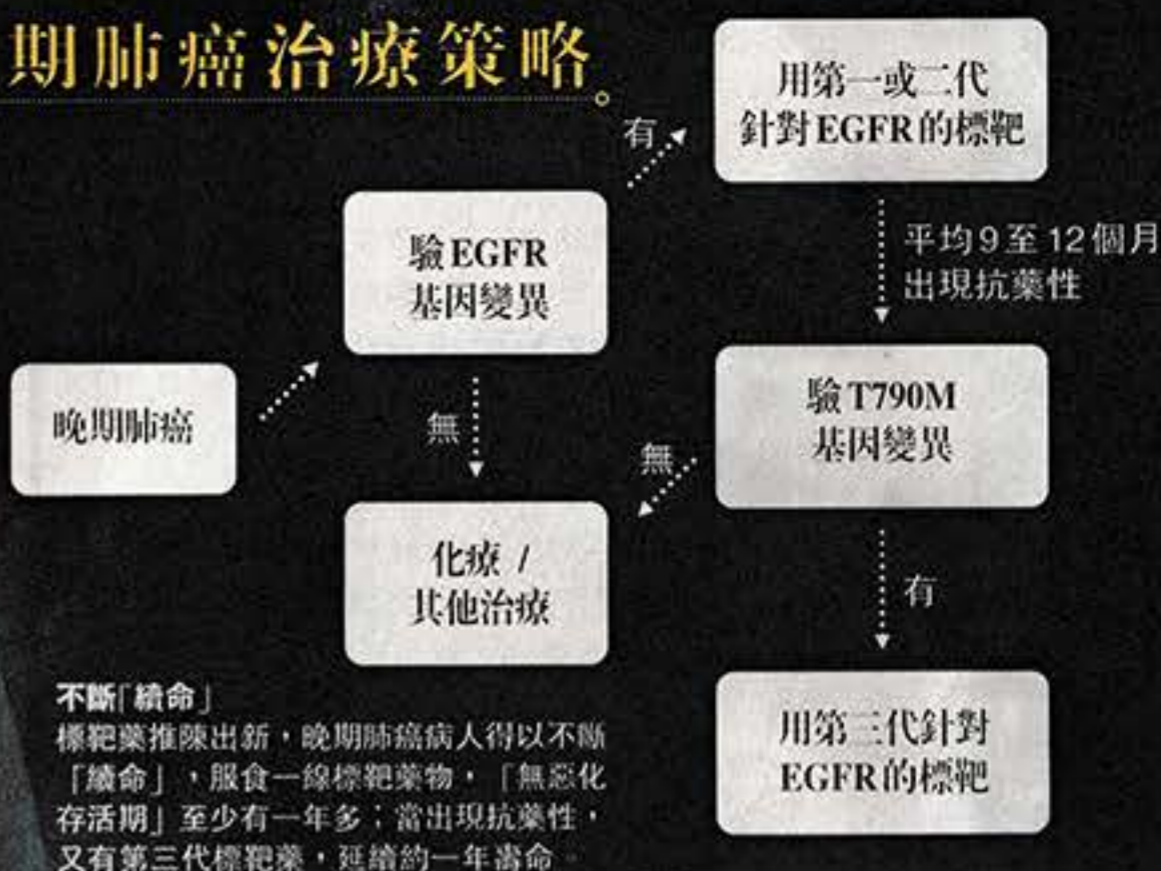 期肺癌治療策略。
有
用第一或二代
針對EGFR的標靶
驗EGFR
基因變異
平均9至12個月
出現抗藥性
晚期肺癌
無
驗T790M
基因變異
無
化療 /
其他治療
有
用第三代針對
EGFR的標靶
不斷「續命」
標靶藥推陳出新，晚期肺癌病人得以不斷
「續命」，服食一線標靶藥物，「無惡化
存活期」至少有一年多；當出現抗藥性，
又有第三代標靶藥，延續約一年壽命。